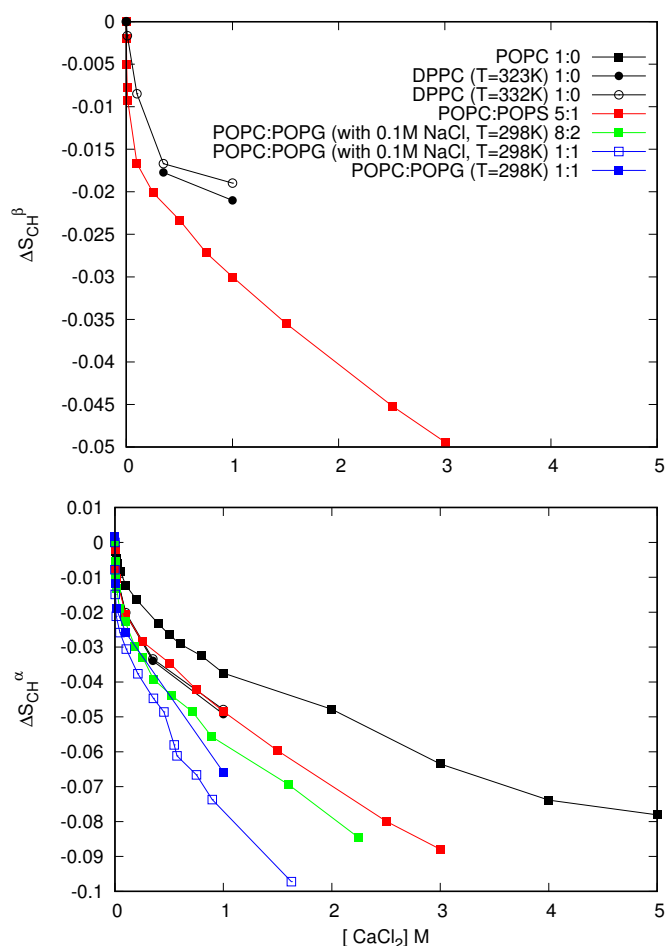 0
-0.005
-0.01
-0.015
-0.02
-0.025
-0.03
-0.035
-0.04
-0.045
-0.05
ΔS_CH^β
POPC 1:0
DPPC (T=323K) 1:0
DPPC (T=332K) 1:0
POPC:POPS 5:1
POPC:POPG (with 0.1M NaCl, T=298K) 8:2
POPC:POPG (with 0.1M NaCl, T=298K) 1:1
POPC:POPG (T=298K) 1:1
0 1 2 3 4 5
0.01
0
-0.01
-0.02
-0.03
-0.04
-0.05
-0.06
-0.07
-0.08
-0.09
-0.1
ΔS_CH^α
0 1 2 3 4 5
[ CaCl₂] M